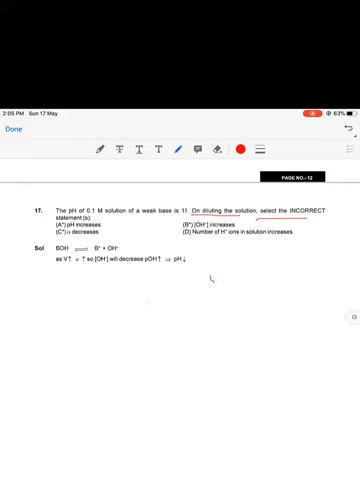 2:05 PM Sun 17 May
63%
Done
PAGE NO.-12
17. The pH of 0.1 M solution of a weak base is 11. On diluting the solution, select the INCORRECT
statement(s):
(A*) pH increases (B*) [OH–] increases
(C*) α decreases (D) Number of H+ ions in solution increases
Sol BOH ⇌ B+ + OH–
as V↑ ∝ ↑ so [OH] will decrease pOH↑ ⇒ pH↓
13